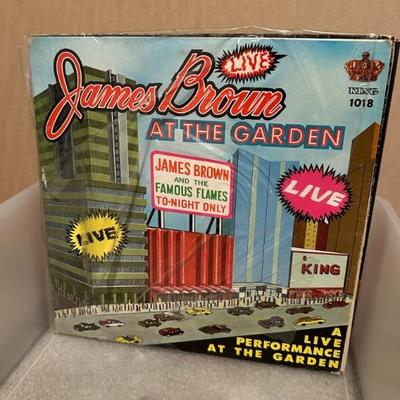 LIVE
James Brown
AT THE GARDEN
KING
1018
JAMES BROWN
AND THE
FAMOUS FLAMES
TO-NIGHT ONLY
LIVE
LIVE
KING
A
LIVE
PERFORMANCE
AT THE GARDEN